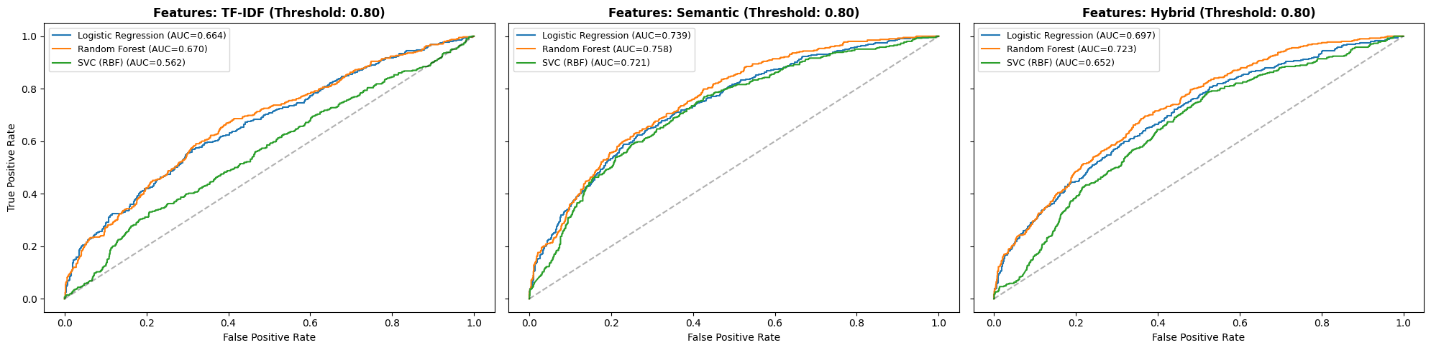 Features: TF-IDF (Threshold: 0.80)
Logistic Regression (AUC=0.664)
Random Forest (AUC=0.670)
SVC (RBF) (AUC=0.562)
True Positive Rate
1.0
0.8
0.6
0.4
0.2
0.0
0.0 0.2 0.4 0.6 0.8 1.0
False Positive Rate
Features: Semantic (Threshold: 0.80)
Logistic Regression (AUC=0.739)
Random Forest (AUC=0.758)
SVC (RBF) (AUC=0.721)
0.0 0.2 0.4 0.6 0.8 1.0
False Positive Rate
Features: Hybrid (Threshold: 0.80)
Logistic Regression (AUC=0.697)
Random Forest (AUC=0.723)
SVC (RBF) (AUC=0.652)
0.0 0.2 0.4 0.6 0.8 1.0
False Positive Rate